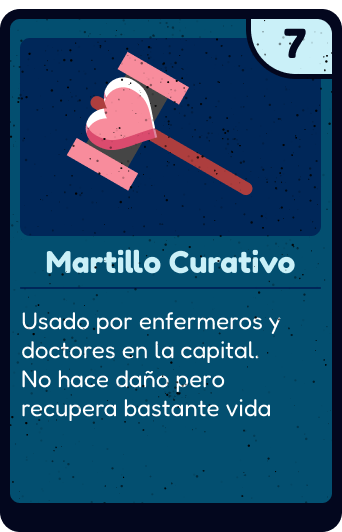 7
Martillo Curativo
Usado por enfermeros y
doctores en la capital.
No hace daño pero
recupera bastante vida